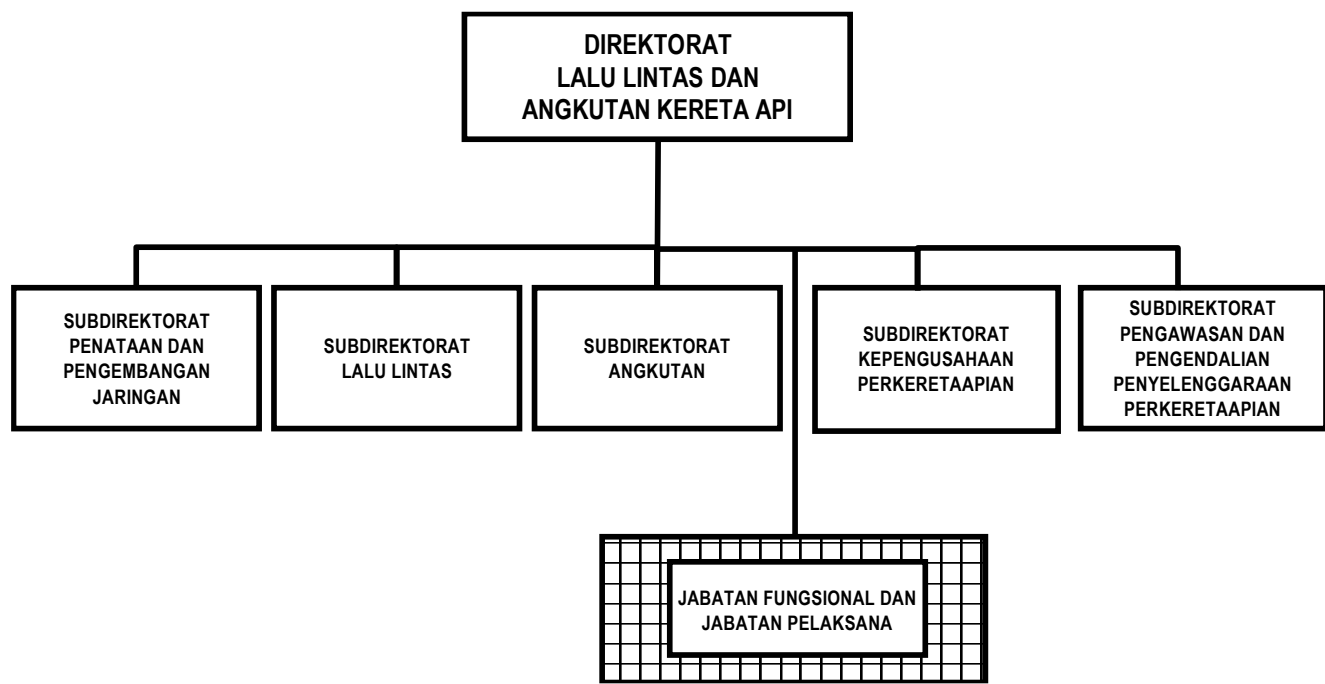 DIREKTORAT
LALU LINTAS DAN
ANGKUTAN KERETA API
SUBDIREKTORAT
PENATAAN DAN
PENGEMBANGAN
JARINGAN
SUBDIREKTORAT
LALU LINTAS
SUBDIREKTORAT
ANGKUTAN
SUBDIREKTORAT
KEPENGUSAHAAN
PERKERETAAPIAN
SUBDIREKTORAT
PENGAWASAN DAN
PENGENDALIAN
PENYELENGGARAAN
PERKERETAAPIAN
JABATAN FUNGSIONAL DAN
JABATAN PELAKSANA